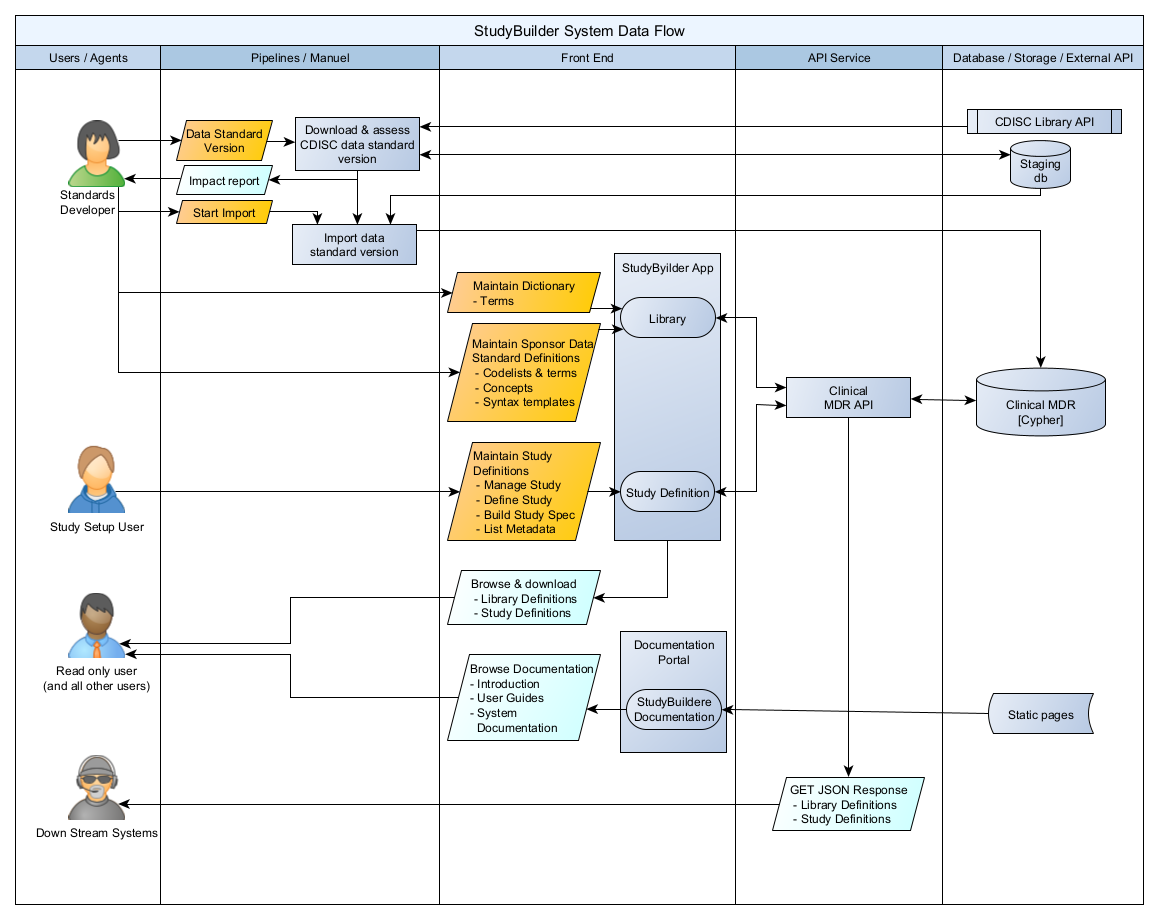 StudyBuilder System Data Flow
Users / Agents
Pipelines / Manuel
Front End
API Service
Database / Storage / External API
Data Standard
Version
Download & assess
CDISC data standard
version
CDISC Library API
Staging
db
Impact report
Standards
Developer
Start Import
Import data
standard version
StudyByilder App
Maintain Dictionary
- Terms
Library
Maintain Sponsor Data
Standard Definitions
- Codelists & terms
- Concepts
- Syntax templates
Clinical
MDR API
Clinical MDR
[Cypher]
Study Setup User
Maintain Study
Definitions
- Manage Study
- Define Study
- Build Study Spec
- List Metadata
Study Definition
Browse & download
- Library Definitions
- Study Definitions
Read only user
(and all other users)
Browse Documentation
- Introduction
- User Guides
- System
Documentation
Documentation
Portal
StudyBuildere
Documentation
Static pages
Down Stream Systems
GET JSON Response
- Library Definitions
- Study Definitions